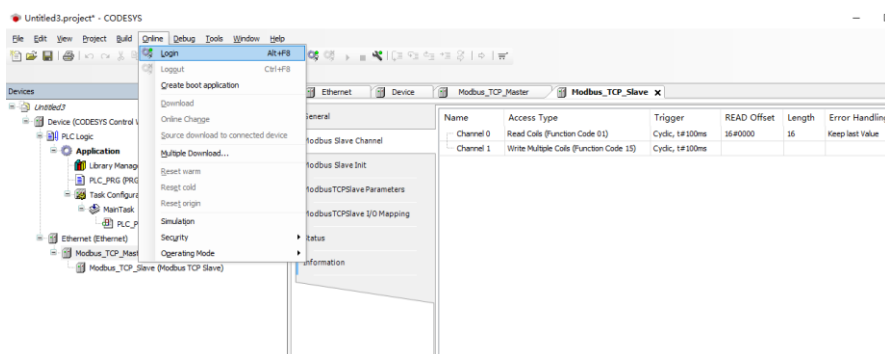 Untitled3.project* - CODESYS
File Edit View Project Build Online Debug Tools Window Help
Login Alt+F8
Logout Ctrl+F8
Create boot application
Download
Online Change
Source download to connected device
Multiple Download...
Reset warm
Reset cold
Reset origin
Simulation
Security
Operating Mode
Devices
Untitled3
Device (CODESYS Control
PLC Logic
Application
Library Manag
PLC_PRG (PRG
Task Configura
MainTask
PLC_P
Ethernet (Ethernet)
Modbus_TCP_Mast
Modbus_TCP_Slave (Modbus TCP Slave)
Ethernet Device Modbus_TCP_Master Modbus_TCP_Slave
General
Modbus Slave Channel
Modbus Slave Init
ModbusTCPSlave Parameters
ModbusTCPSlave I/O Mapping
Status
Information
Name Access Type Trigger READ Offset Length Error Handling
Channel 0 Read Coils (Function Code 01) Cyclic, t#100ms 16#0000 16 Keep last Value
Channel 1 Write Multiple Coils (Function Code 15) Cyclic, t#100ms